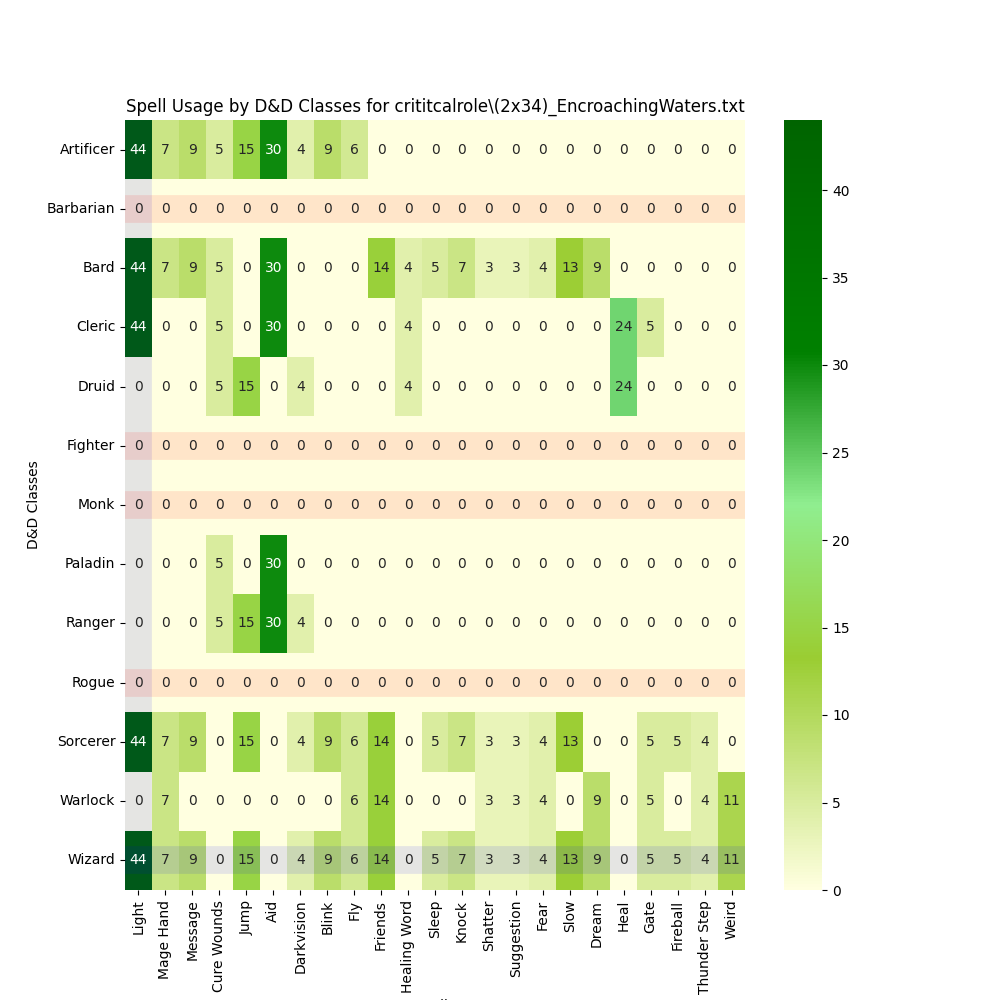 Spell Usage by D&D Classes for crititcalrole\(2x34)_EncroachingWaters.txt
Artificer 44 7 9 5 15 30 4 9 6 0 0 0 0 0 0 0 0 0 0 0 0 0 0
Barbarian 0 0 0 0 0 0 0 0 0 0 0 0 0 0 0 0 0 0 0 0 0 0 0
Bard 44 7 9 5 0 30 0 0 0 14 4 5 7 3 3 4 13 9 0 0 0 0 0
Cleric 44 0 0 5 0 30 0 0 0 0 4 0 0 0 0 0 0 0 24 5 0 0 0
Druid 0 0 0 5 15 0 4 0 0 0 4 0 0 0 0 0 0 0 24 0 0 0 0
Fighter 0 0 0 0 0 0 0 0 0 0 0 0 0 0 0 0 0 0 0 0 0 0 0
Monk 0 0 0 0 0 0 0 0 0 0 0 0 0 0 0 0 0 0 0 0 0 0 0
Paladin 0 0 0 5 0 30 0 0 0 0 0 0 0 0 0 0 0 0 0 0 0 0 0
Ranger 0 0 0 5 15 30 4 0 0 0 0 0 0 0 0 0 0 0 0 0 0 0 0
Rogue 0 0 0 0 0 0 0 0 0 0 0 0 0 0 0 0 0 0 0 0 0 0 0
Sorcerer 44 7 9 0 15 0 4 9 6 14 0 5 7 3 3 4 13 0 0 5 5 4 0
Warlock 0 7 0 0 0 0 0 0 6 14 0 0 0 3 3 4 0 9 0 5 0 4 11
Wizard 44 7 9 0 15 0 4 9 6 14 0 5 7 3 3 4 13 9 0 5 5 4 11
D&D Classes
Light
Mage Hand
Message
Cure Wounds
Jump
Aid
Darkvision
Blink
Fly
Friends
Healing Word
Sleep
Knock
Shatter
Suggestion
Fear
Slow
Dream
Heal
Gate
Fireball
Thunder Step
Weird
40
35
30
25
20
15
10
5
0